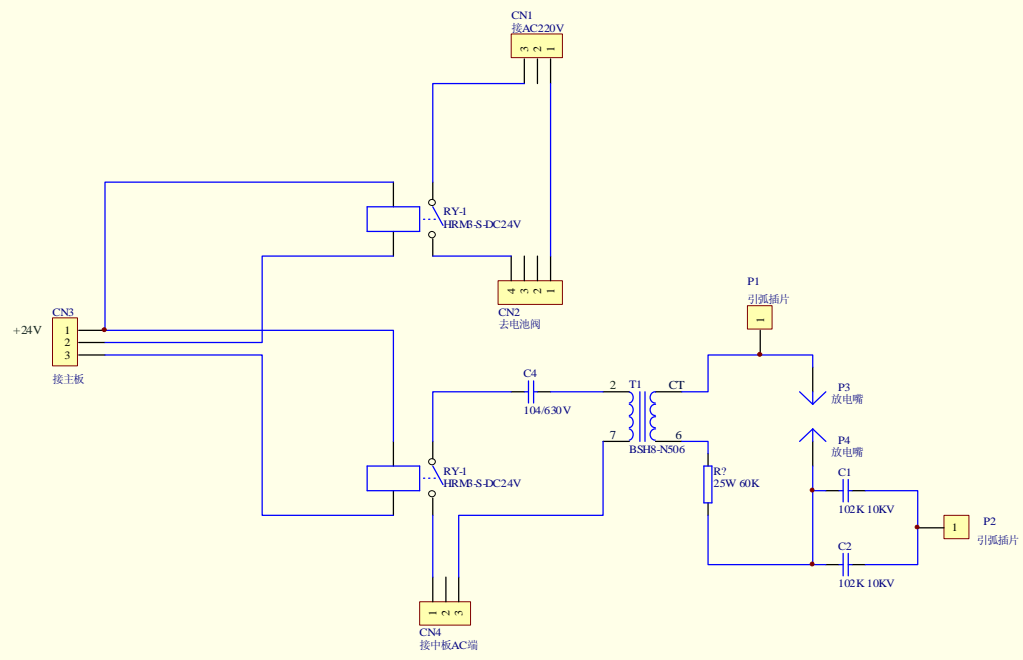 CN1
接AC220V
3 2 1
RY-1
HRM3-S-DC24V
4 3 2 1
CN2
去电池阀
P1
引弧插片
1
CN3
+24V
1
2
3
接主板
C4
104/630V
2
T1
CT
7
6
BSH8-N506
P3
放电嘴
P4
放电嘴
RY-1
HRM3-S-DC24V
R?
25W 60K
C1
102K 10KV
1
P2
引弧插片
C2
102K 10KV
1 2 3
CN4
接中板AC端